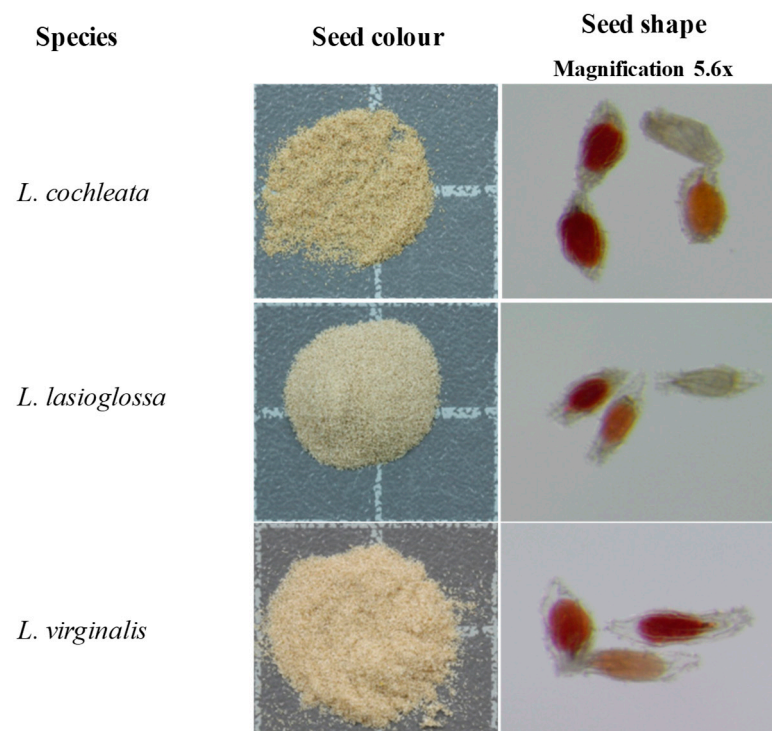 Species
Seed colour
Seed shape
Magnification 5.6x
L. cochleata
L. lasioglossa
L. virginalis